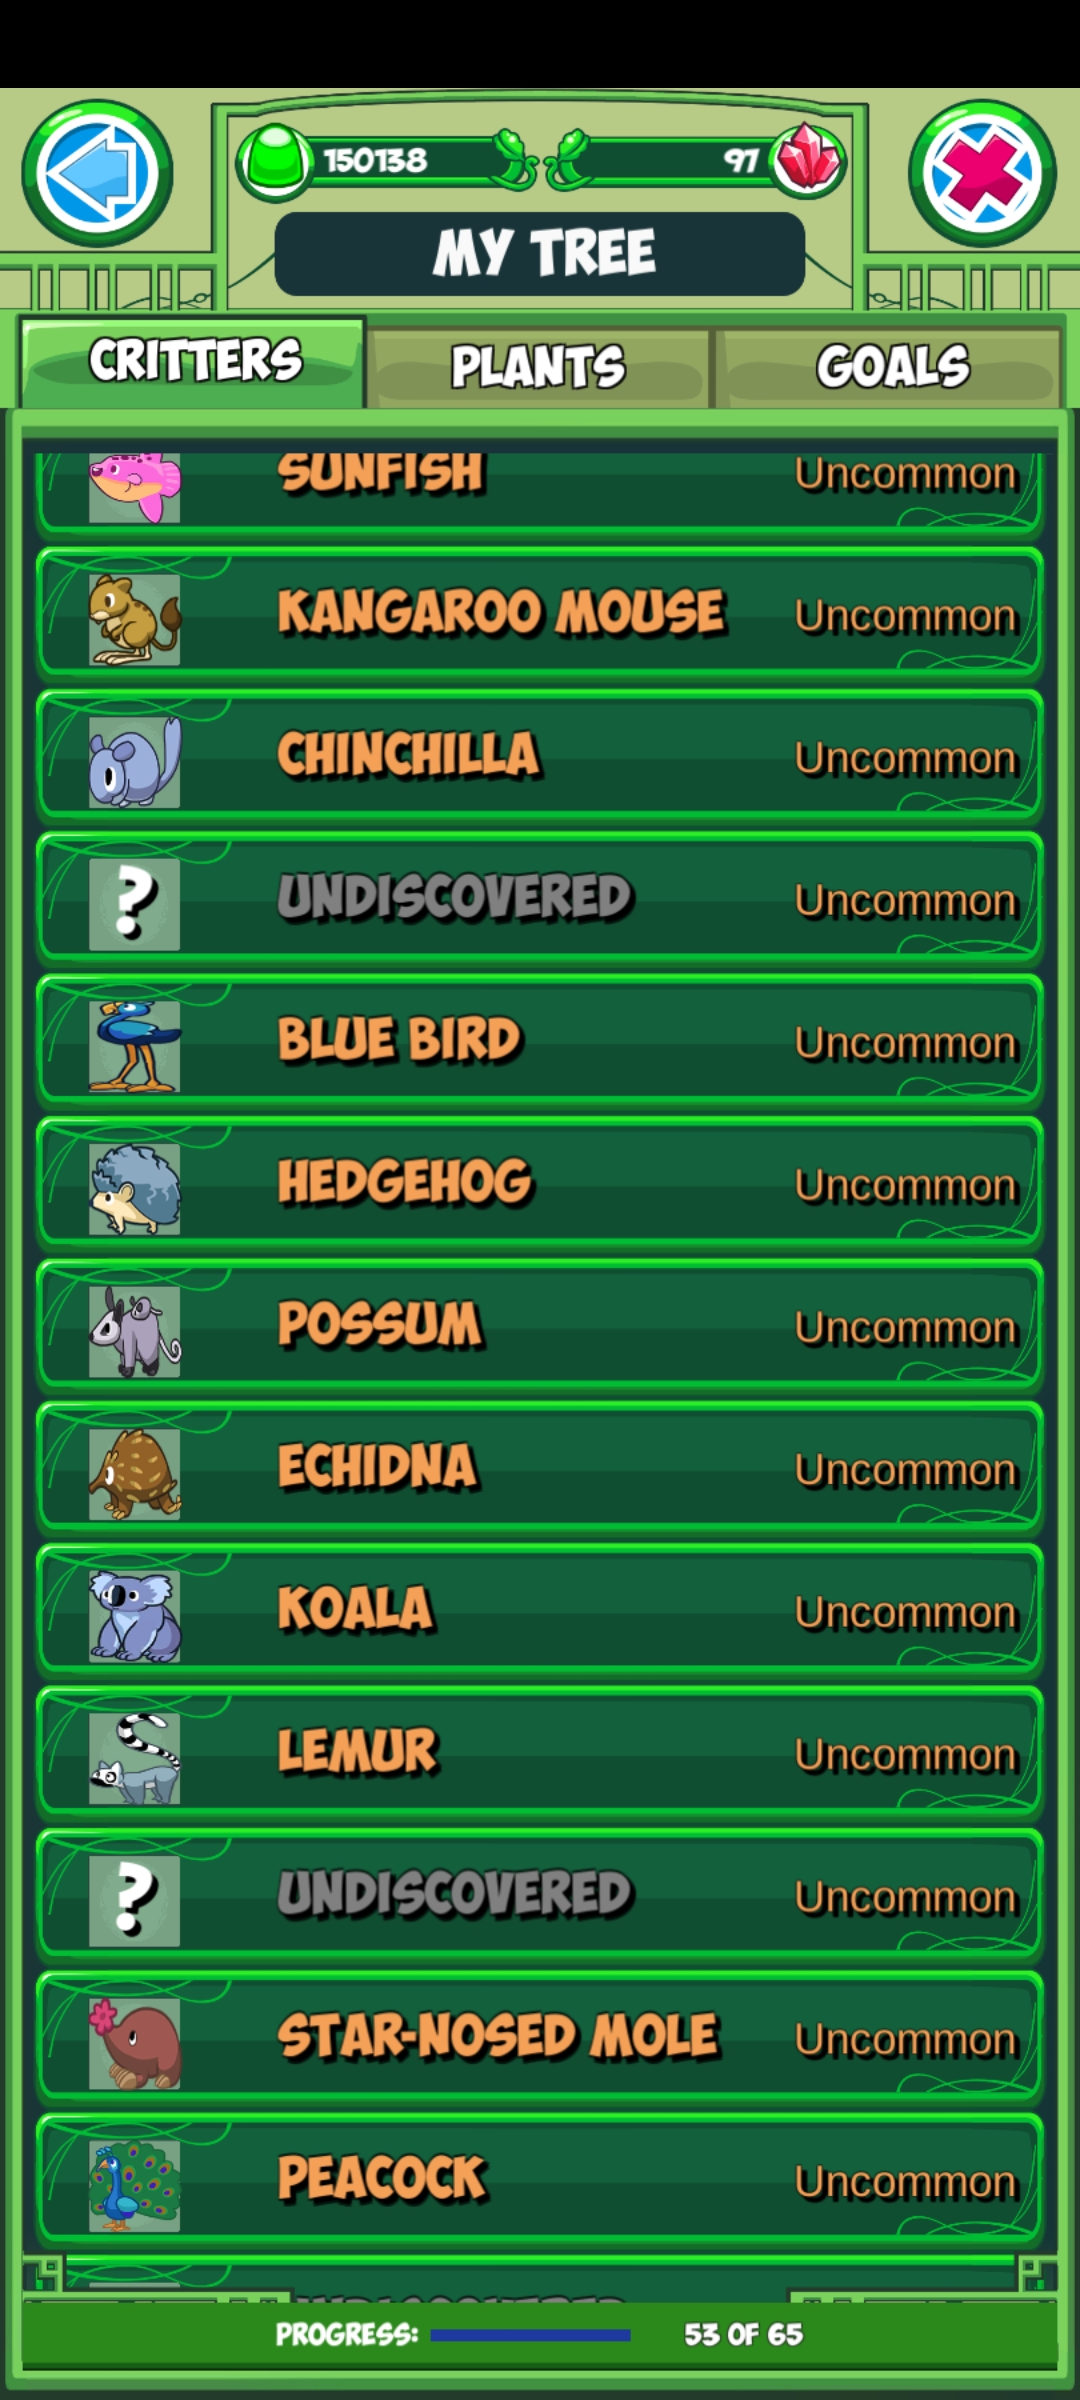 150138
97
MY TREE
CRITTERS
PLANTS
GOALS
SUNFISH
Uncommon
KANGAROO MOUSE
Uncommon
CHINCHILLA
Uncommon
?
UNDISCOVERED
Uncommon
BLUE BIRD
Uncommon
HEDGEHOG
Uncommon
POSSUM
Uncommon
ECHIDNA
Uncommon
KOALA
Uncommon
LEMUR
Uncommon
?
UNDISCOVERED
Uncommon
STAR-NOSED MOLE
Uncommon
PEACOCK
Uncommon
PROGRESS:
53 OF 65